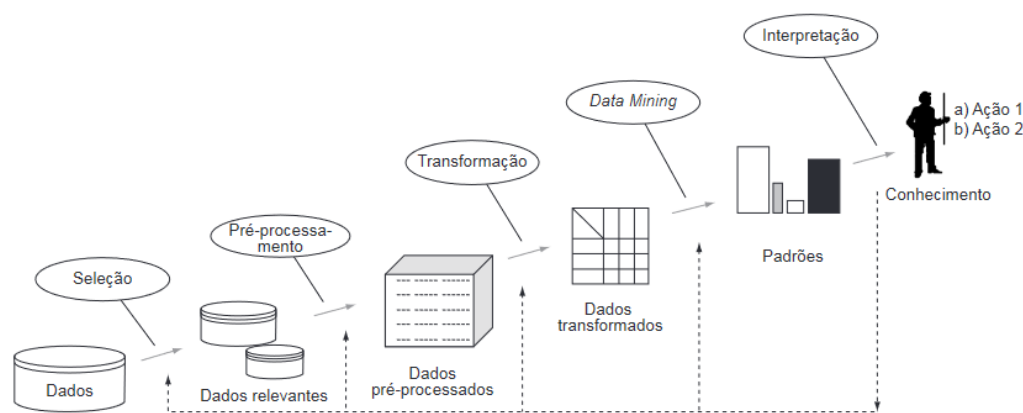 Interpretação
a) Ação 1
b) Ação 2
Conhecimento
Data Mining
Padrões
Transformação
Dados
transformados
Pré-processa-
mento
Dados
pré-processados
Seleção
Dados relevantes
Dados